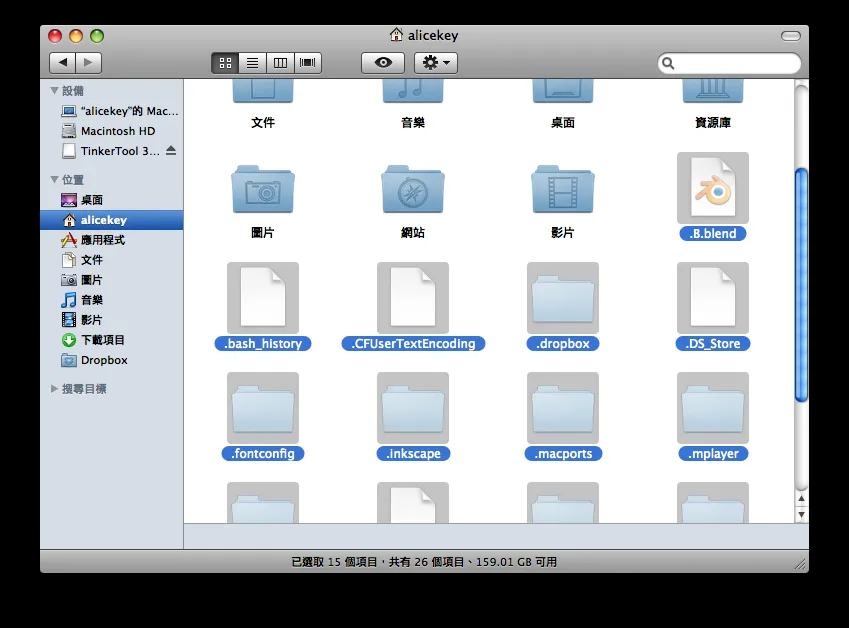 alicekey
設備
“alicekey”的 Mac...
Macintosh HD
TinkerTool 3...
位置
桌面
alicekey
應用程式
文件
圖片
音樂
影片
下載項目
Dropbox
搜尋目標
文件 音樂 桌面 資源庫
圖片 網站 影片 .B.blend
.bash_history .CFUserTextEncoding .dropbox .DS_Store
.fontconfig .inkscape .macports .mplayer
已選取 15 個項目，共有 26 個項目、159.01 GB 可用